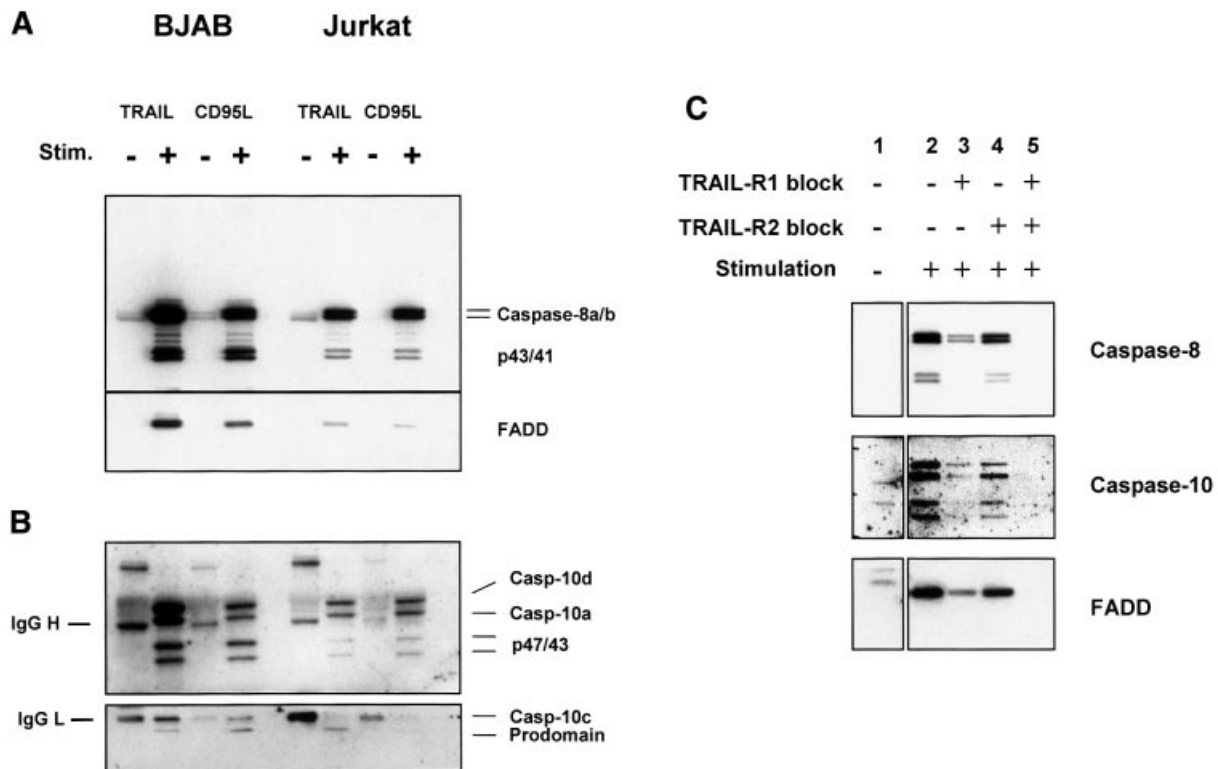 A
BJAB Jurkat
TRAIL CD95L TRAIL CD95L
Stim. - + - + - + - +
Caspase-8a/b
p43/41
FADD
B
Casp-10d
IgG H Casp-10a
p47/43
IgG L Casp-10c
Prodomain
C
1 2 3 4 5
TRAIL-R1 block - - + - +
TRAIL-R2 block - - - + +
Stimulation - + + + +
Caspase-8
Caspase-10
FADD